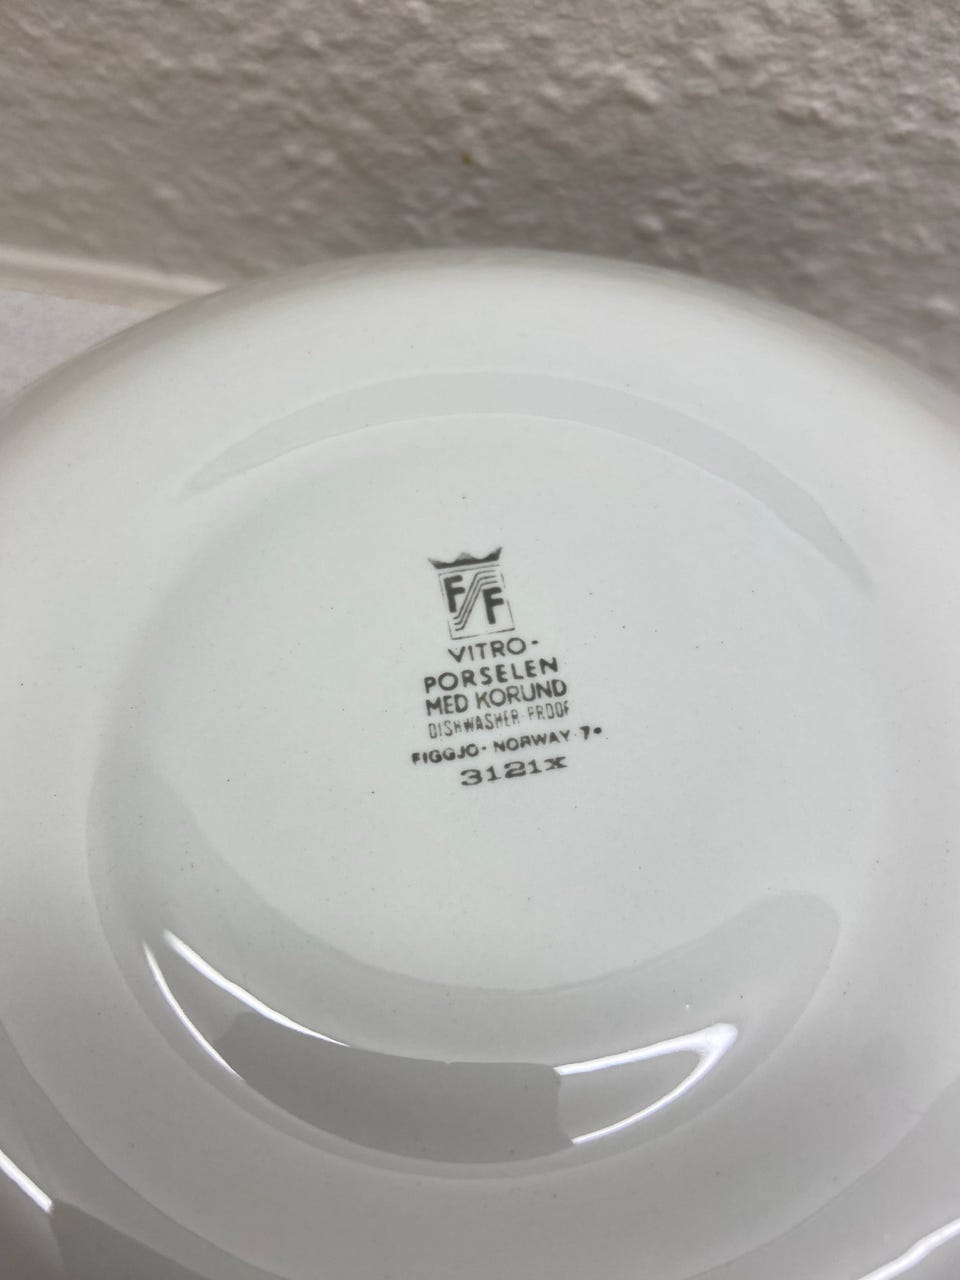 F F
VITRO-
PORSELEN
MED KORUND
DISHWASHER-PROOF
FIGGJO - NORWAY 7•
3121x